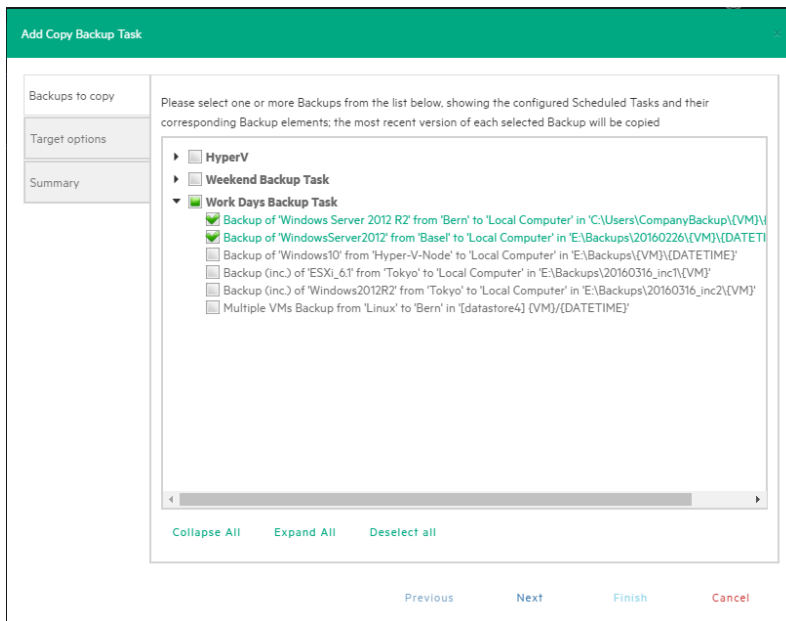 Add Copy Backup Task
Backups to copy
Target options
Summary
Please select one or more Backups from the list below, showing the configured Scheduled Tasks and their
corresponding Backup elements; the most recent version of each selected Backup will be copied
HyperV
Weekend Backup Task
Work Days Backup Task
Backup of 'Windows Server 2012 R2' from 'Bern' to 'Local Computer' in 'C:\Users\CompanyBackup\{VM}\
Backup of 'WindowsServer2012' from 'Basel' to 'Local Computer' in 'E:\Backups\20160226\{VM}\{DATETI
Backup of 'Windows10' from 'Hyper-V-Node' to 'Local Computer' in 'E:\Backups\{VM}\{DATETIME}'
Backup (inc.) of 'ESXi_6.1' from 'Tokyo' to 'Local Computer' in 'E:\Backups\20160316_inc1\{VM}'
Backup (inc.) of 'Windows2012R2' from 'Tokyo' to 'Local Computer' in 'E:\Backups\20160316_inc2\{VM}'
Multiple VMs Backup from 'Linux' to 'Bern' in '[datastore4] {VM}/{DATETIME}'
Collapse All Expand All Deselect all
Previous Next Finish Cancel